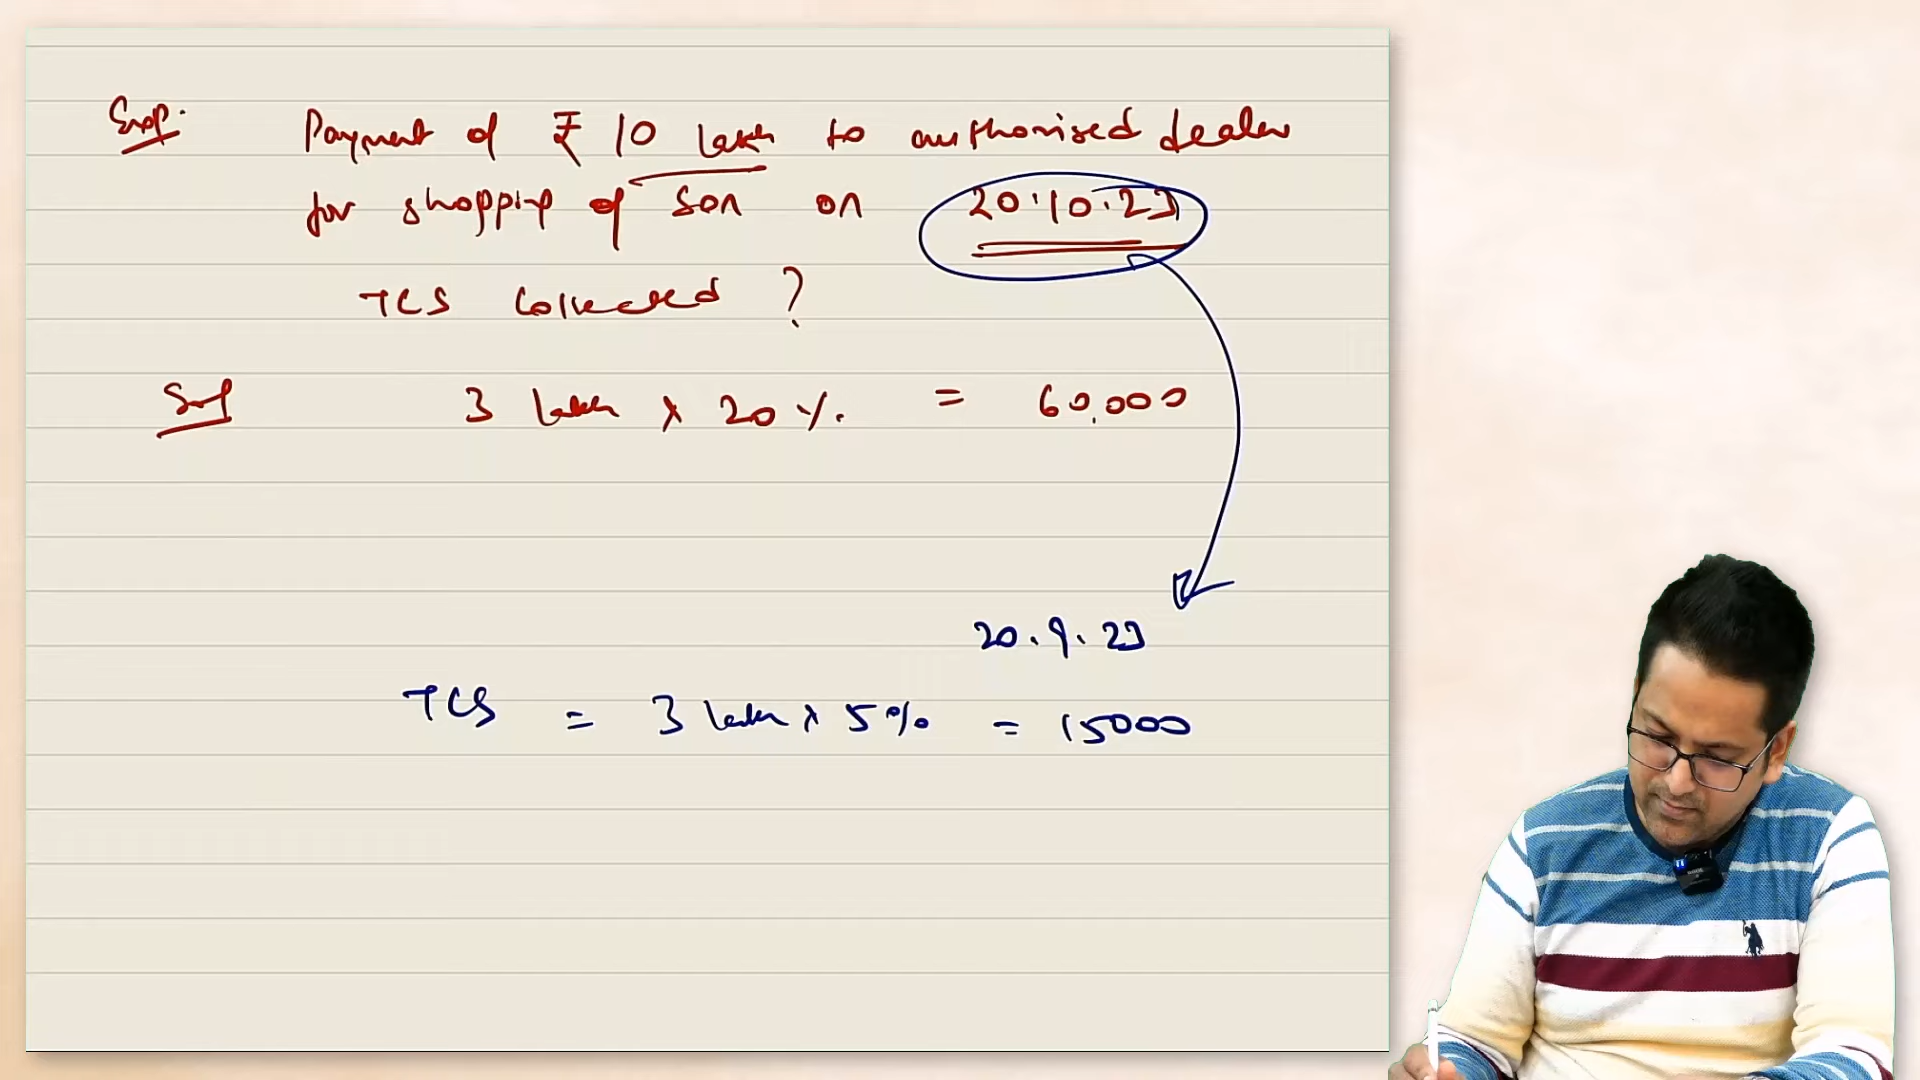 Exp.
Payment of ₹ 10 lakh to authorised dealer
for shopping of son on 20.10.23
TCS Collected ?
Sol 3 lakh x 20 %. = 60,000
20.9.23
TCS = 3 lakh x 5% = 15000